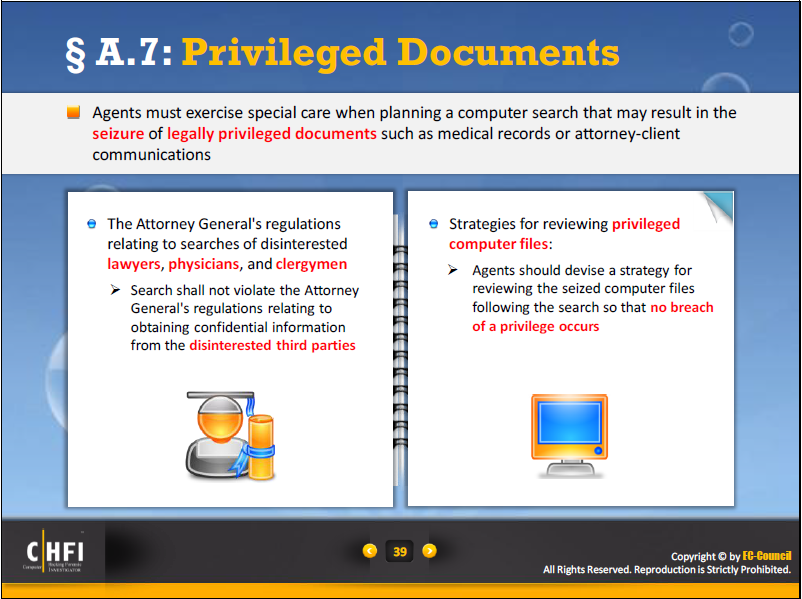 § A.7: Privileged Documents
Agents must exercise special care when planning a computer search that may result in the
seizure of legally privileged documents such as medical records or attorney-client
communications
The Attorney General's regulations
relating to searches of disinterested
lawyers, physicians, and clergymen
Search shall not violate the Attorney
General's regulations relating to
obtaining confidential information
from the disinterested third parties
Strategies for reviewing privileged
computer files:
Agents should devise a strategy for
reviewing the seized computer files
following the search so that no breach
of a privilege occurs
CHFI
Computer Hacking Forensic
INVESTIGATOR
39
Copyright © by EC-Council
All Rights Reserved. Reproduction is Strictly Prohibited.